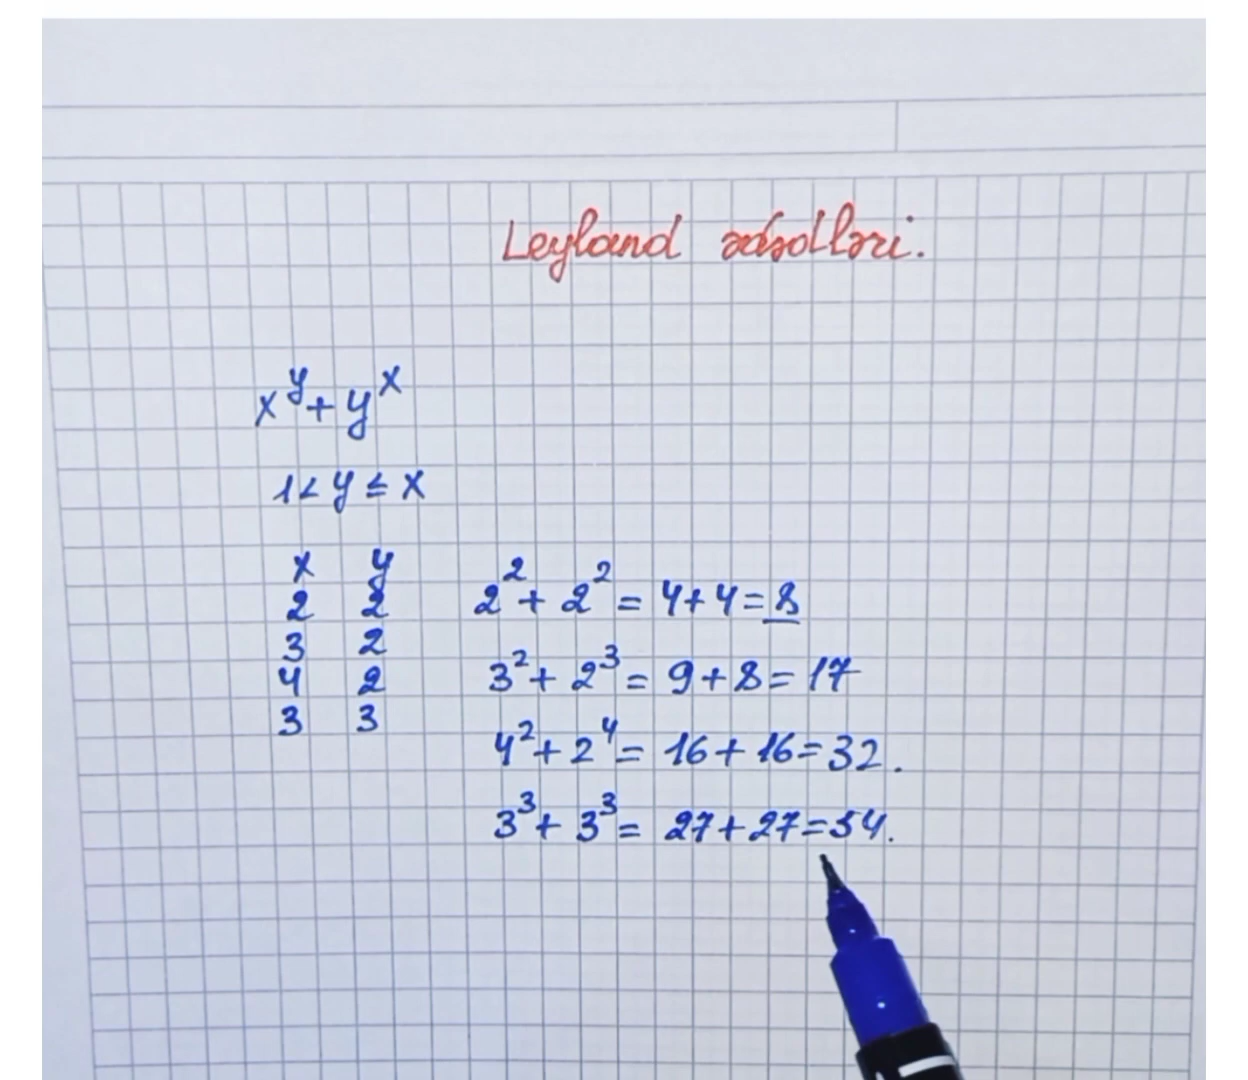 Leyland ədədləri.
x^y + y^x
1 < y ≤ x
x y
2 2
3 2
4 2
3 3
2^2 + 2^2 = 4 + 4 = 8
3^2 + 2^3 = 9 + 8 = 17
4^2 + 2^4 = 16 + 16 = 32.
3^3 + 3^3 = 27 + 27 = 54.